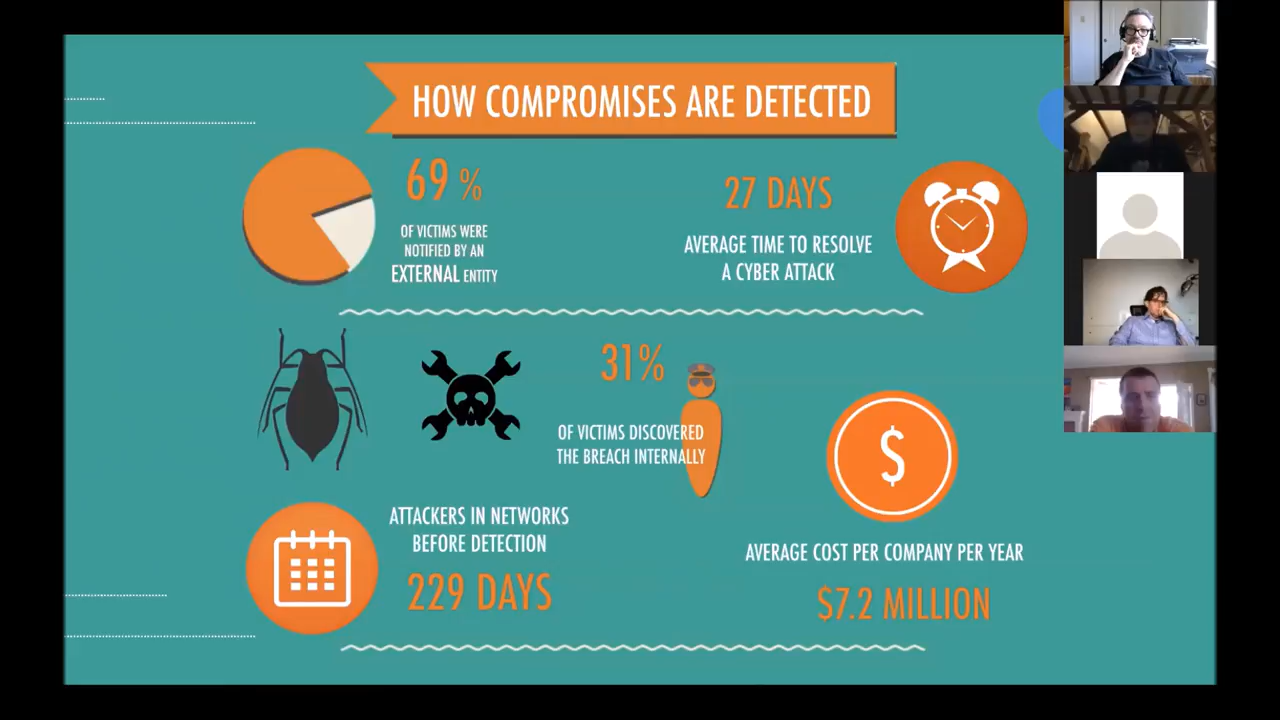 HOW COMPROMISES ARE DETECTED
69 %
OF VICTIMS WERE
NOTIFIED BY AN
EXTERNAL ENTITY
27 DAYS
AVERAGE TIME TO RESOLVE
A CYBER ATTACK
31%
OF VICTIMS DISCOVERED
THE BREACH INTERNALLY
ATTACKERS IN NETWORKS
BEFORE DETECTION
229 DAYS
$
AVERAGE COST PER COMPANY PER YEAR
$7.2 MILLION